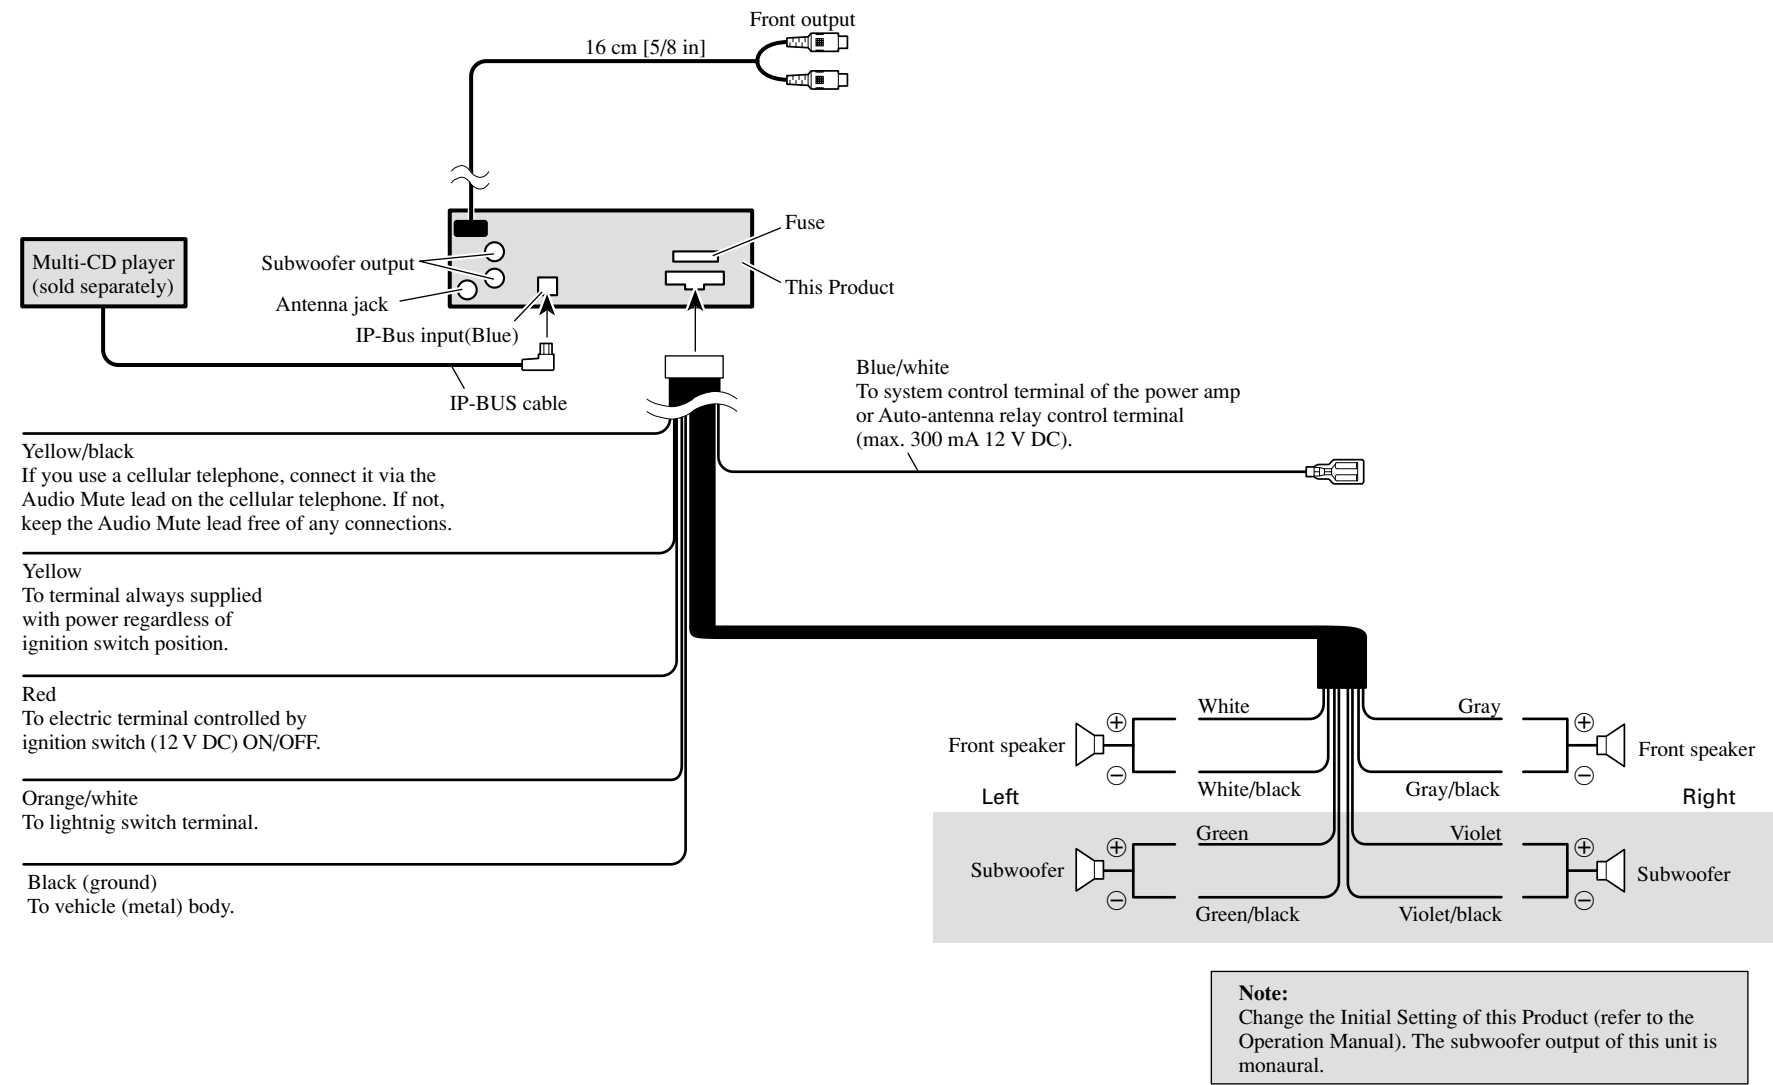 Front output
16 cm [5/8 in]
Fuse
This Product
Multi-CD player
(sold separately)
Subwoofer output
Antenna jack
IP-Bus input(Blue)
IP-BUS cable
Blue/white
To system control terminal of the power amp
or Auto-antenna relay control terminal
(max. 300 mA 12 V DC).
Yellow/black
If you use a cellular telephone, connect it via the
Audio Mute lead on the cellular telephone. If not,
keep the Audio Mute lead free of any connections.
Yellow
To terminal always supplied
with power regardless of
ignition switch position.
Red
To electric terminal controlled by
ignition switch (12 V DC) ON/OFF.
Orange/white
To lightnig switch terminal.
Black (ground)
To vehicle (metal) body.
White
Gray
⊕
⊕
Front speaker
Front speaker
⊖
⊖
White/black
Gray/black
Left
Right
Green
Violet
⊕
⊕
Subwoofer
Subwoofer
⊖
⊖
Green/black
Violet/black
Note:
Change the Initial Setting of this Product (refer to the
Operation Manual). The subwoofer output of this unit is
monaural.